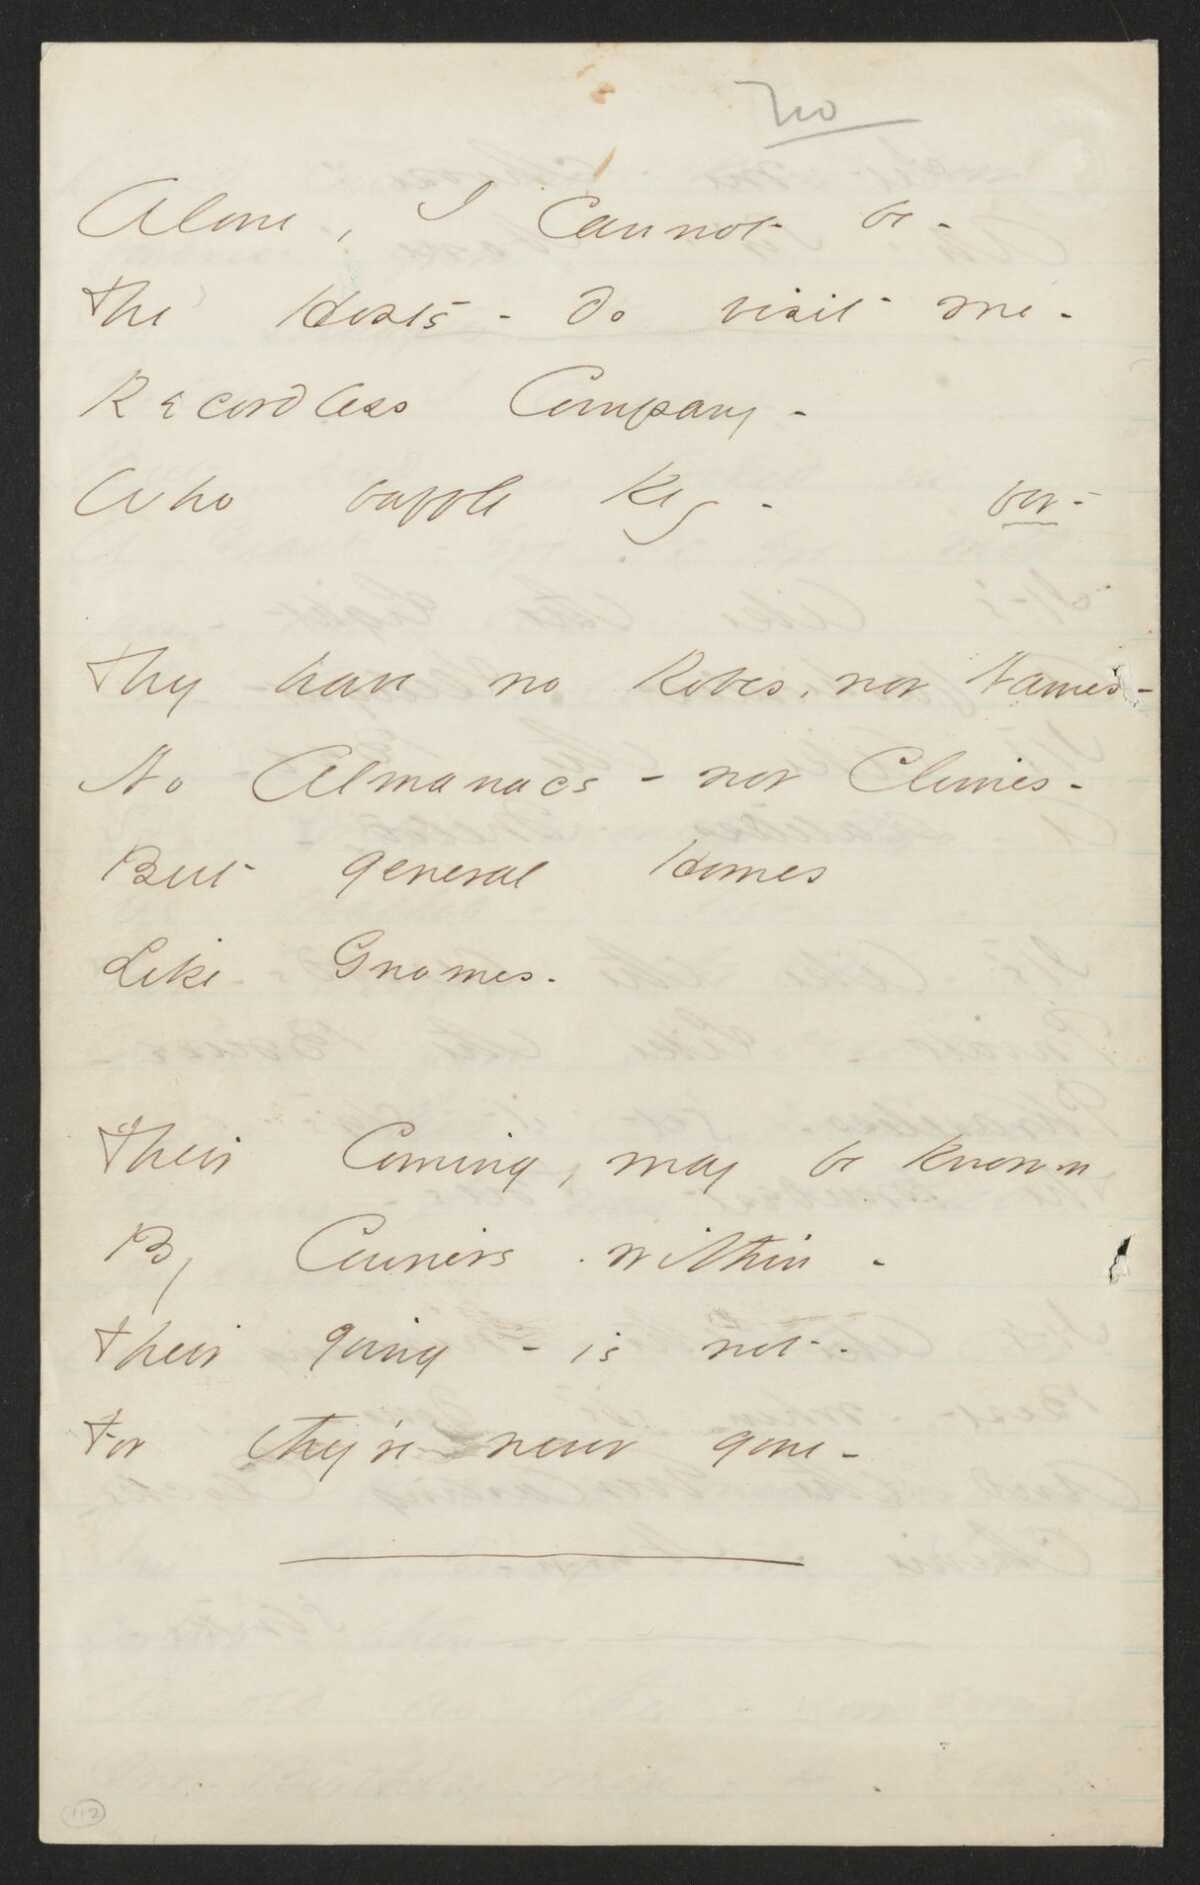 no
Alone, I Cannot be -
The Hosts - do visit me -
Recordless Company -
Who baffle Key -
for -
They have no Robes, nor Names -
No Almanacs - nor Climes -
But general Homes
Like Gnomes -
Their Coming, may be known
By Couriers within -
Their going - is not -
For they're never gone -
112